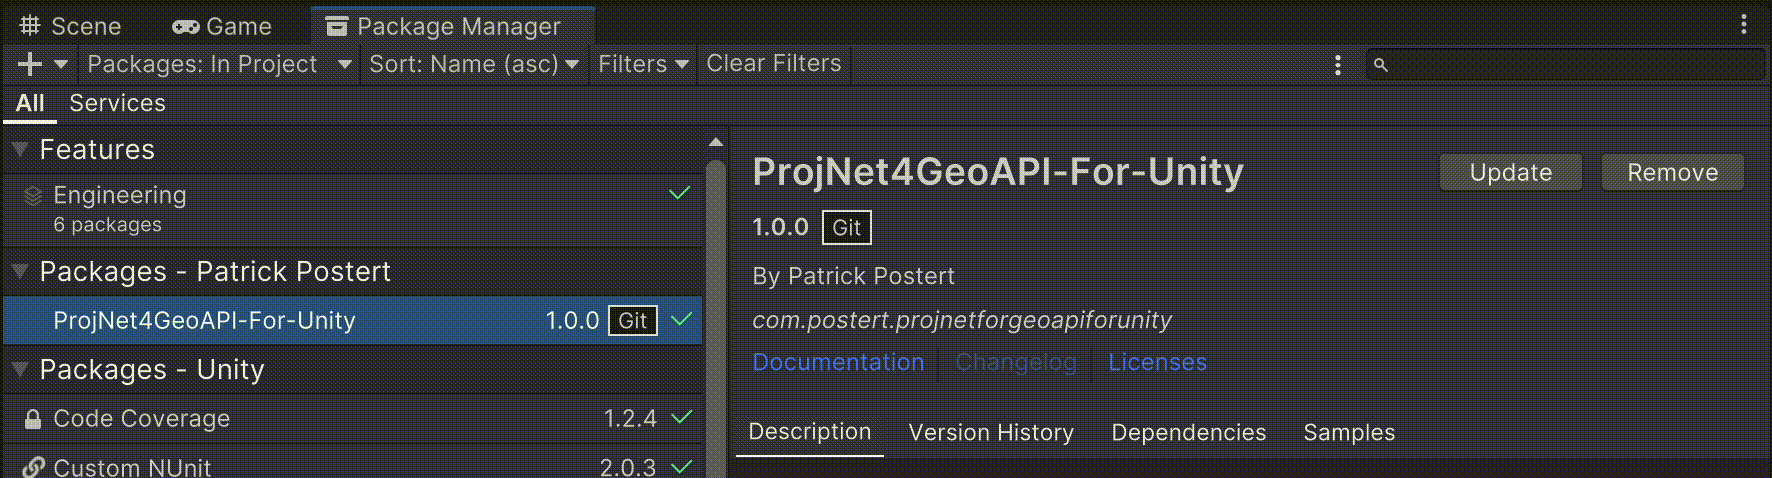 Scene Game Package Manager
Packages: In Project Sort: Name (asc) Filters Clear Filters
All Services
Features
Engineering
6 packages
Packages - Patrick Postert
ProjNet4GeoAPI-For-Unity 1.0.0 Git
Packages - Unity
Code Coverage 1.2.4
Custom NUnit 2.0.3
ProjNet4GeoAPI-For-Unity Update Remove
1.0.0 Git
By Patrick Postert
com.postert.projnetforgeoapiforunity
Documentation Changelog Licenses
Description Version History Dependencies Samples